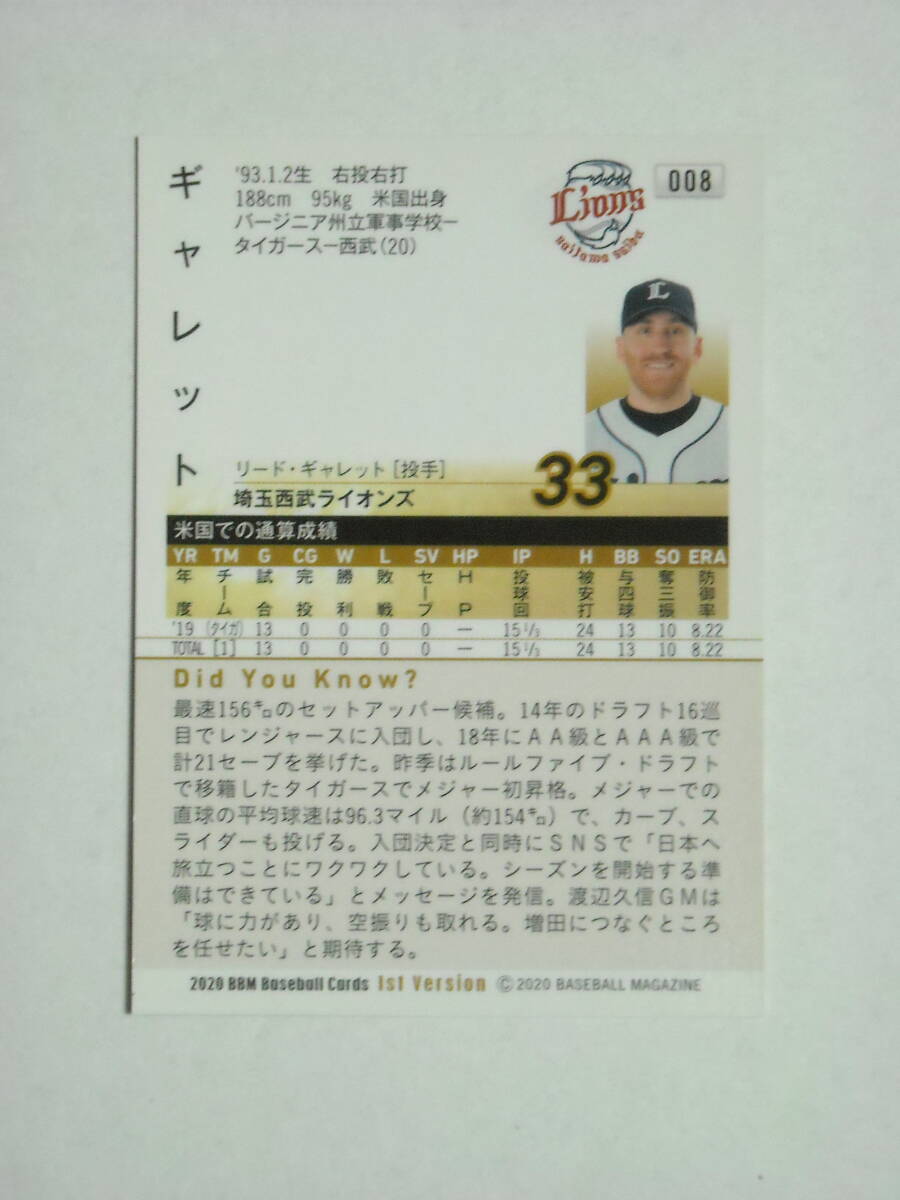 ギャレット
'93.1.2生 右投右打
188cm 95kg 米国出身
バージニア州立軍事学校ー
タイガースー西武(20)
Lions
saitama seibu
008
L
リード・ギャレット[投手]
埼玉西武ライオンズ
33
米国での通算成績
YR TM G CG W L SV HP IP H BB SO ERA
年度 チーム 試合 完投 勝利 敗戦 セーブ HP 投球回 被安打 与四球 奪三振 防御率
'19 (タイガ) 13 0 0 0 0 — 15 1/3 24 13 10 8.22
TOTAL [1] 13 0 0 0 0 — 15 1/3 24 13 10 8.22
Did You Know?
最速156㌔のセットアッパー候補。14年のドラフト16巡
目でレンジャースに入団し、18年にAA級とAAA級で
計21セーブを挙げた。昨季はルールファイブ・ドラフト
で移籍したタイガースでメジャー初昇格。メジャーでの
直球の平均球速は96.3マイル(約154㌔)で、カーブ、ス
ライダーも投げる。入団決定と同時にSNSで「日本へ
旅立つことにワクワクしている。シーズンを開始する準
備はできている」とメッセージを発信。渡辺久信GMは
「球に力があり、空振りも取れる。増田につなぐところ
を任せたい」と期待する。
2020 BBM Baseball Cards 1st Version © 2020 BASEBALL MAGAZINE